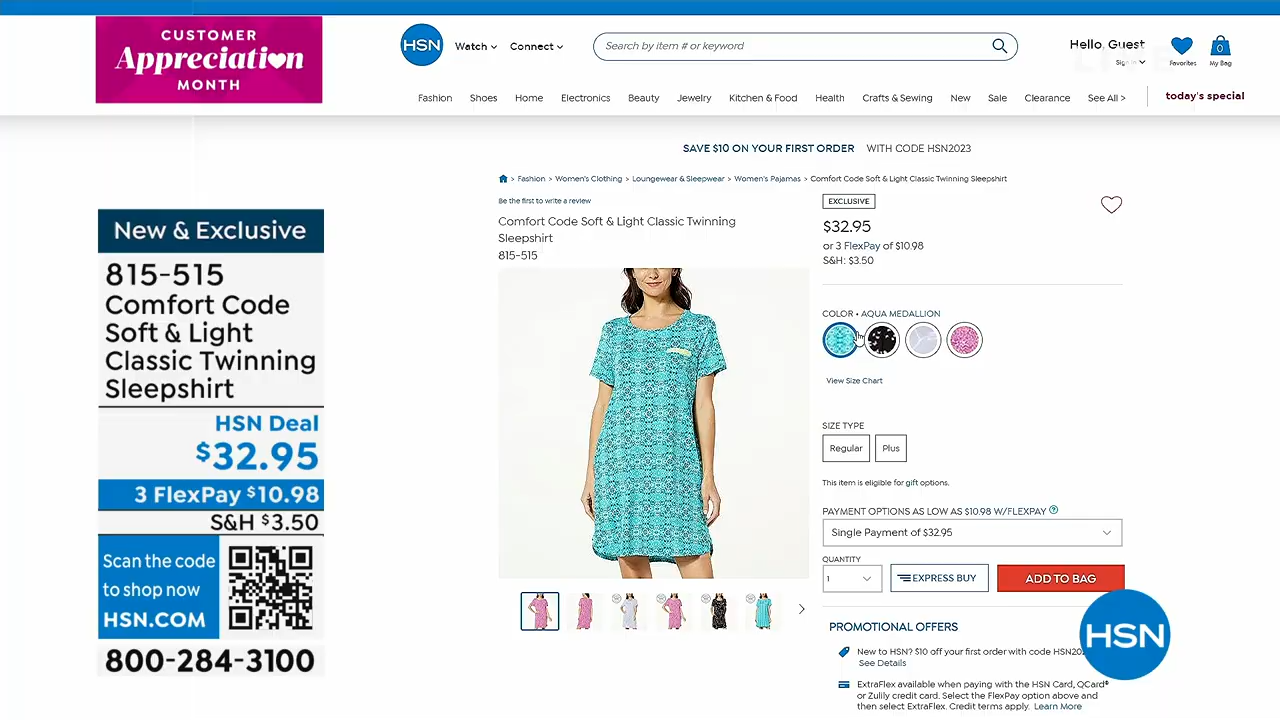 CUSTOMER
Appreciation
MONTH
HSN
Watch
Connect
Search by item # or keyword
Hello, Guest
Sign In
Favorites
0
My Bag
Fashion
Shoes
Home
Electronics
Beauty
Jewelry
Kitchen & Food
Health
Crafts & Sewing
New
Sale
Clearance
See All >
today's special
SAVE $10 ON YOUR FIRST ORDER WITH CODE HSN2023
> Fashion > Women's Clothing > Loungewear & Sleepwear > Women's Pajamas > Comfort Code Soft & Light Classic Twinning Sleepshirt
Be the first to write a review
Comfort Code Soft & Light Classic Twinning
Sleepshirt
815-515
EXCLUSIVE
$32.95
or 3 FlexPay of $10.98
S&H: $3.50
COLOR • AQUA MEDALLION
View Size Chart
SIZE TYPE
Regular
Plus
This item is eligible for gift options.
PAYMENT OPTIONS AS LOW AS $10.98 W/FLEXPAY ?
Single Payment of $32.95
QUANTITY
1
EXPRESS BUY
ADD TO BAG
PROMOTIONAL OFFERS
New to HSN? $10 off your first order with code HSN202
See Details
ExtraFlex available when paying with the HSN Card, QCard®
or Zulily credit card. Select the FlexPay option above and
then select ExtraFlex. Credit terms apply. Learn More
HSN
New & Exclusive
815-515
Comfort Code
Soft & Light
Classic Twinning
Sleepshirt
HSN Deal
$32.95
3 FlexPay $10.98
S&H $3.50
Scan the code
to shop now
HSN.COM
800-284-3100